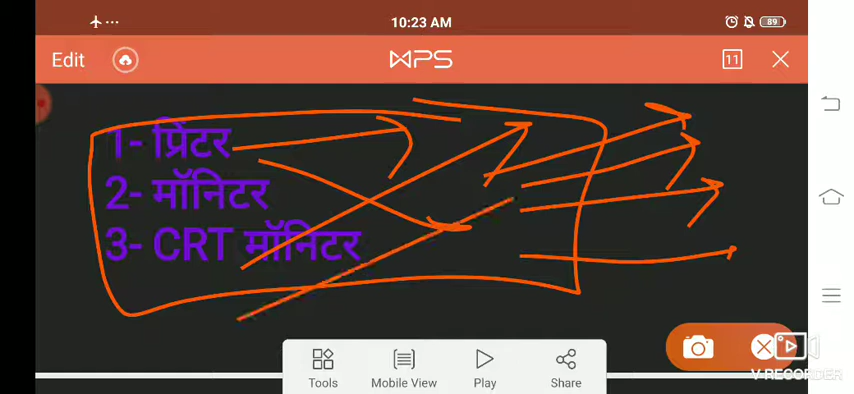 10:23 AM
89
Edit
WPS
11
1- प्रिंटर
2- मॉनिटर
3- CRT मॉनिटर
Tools
Mobile View
Play
Share
V RECORDER